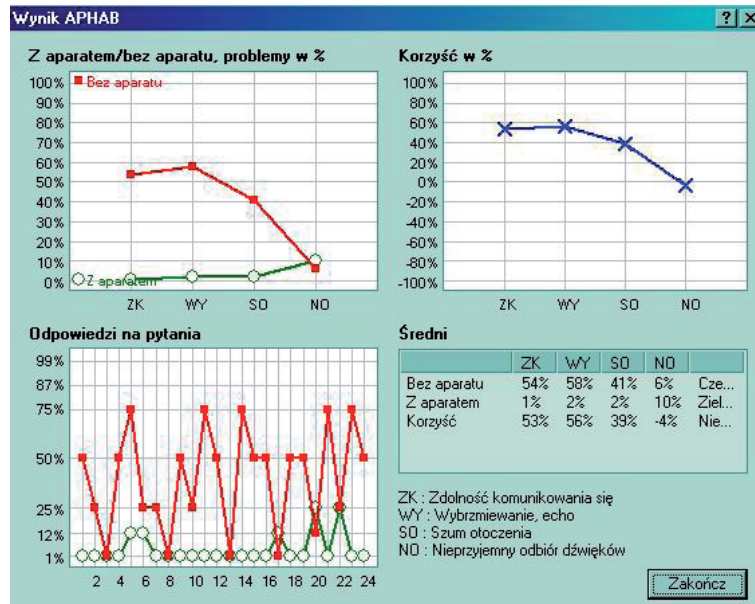 Wynik APHAB
Z aparatem/bez aparatu, problemy w %
100%
90%
80%
70%
60%
50%
40%
30%
20%
10%
0%
Bez aparatu
Z aparatem
ZK WY SO NO
Korzyść w %
100%
80%
60%
40%
20%
0%
-20%
-40%
-60%
-80%
-100%
ZK WY SO NO
Odpowiedzi na pytania
99%
87%
75%
50%
25%
12%
1%
2 4 6 8 10 12 14 16 18 20 22 24
Średni
ZK WY SO NO
Bez aparatu 54% 58% 41% 6% Cze...
Z aparatem 1% 2% 2% 10% Ziel...
Korzyść 53% 56% 39% -4% Nie...
ZK : Zdolność komunikowania się
WY : Wybrzmiewanie, echo
SO : Szum otoczenia
NO : Nieprzyjemny odbiór dźwięków
Zakończ